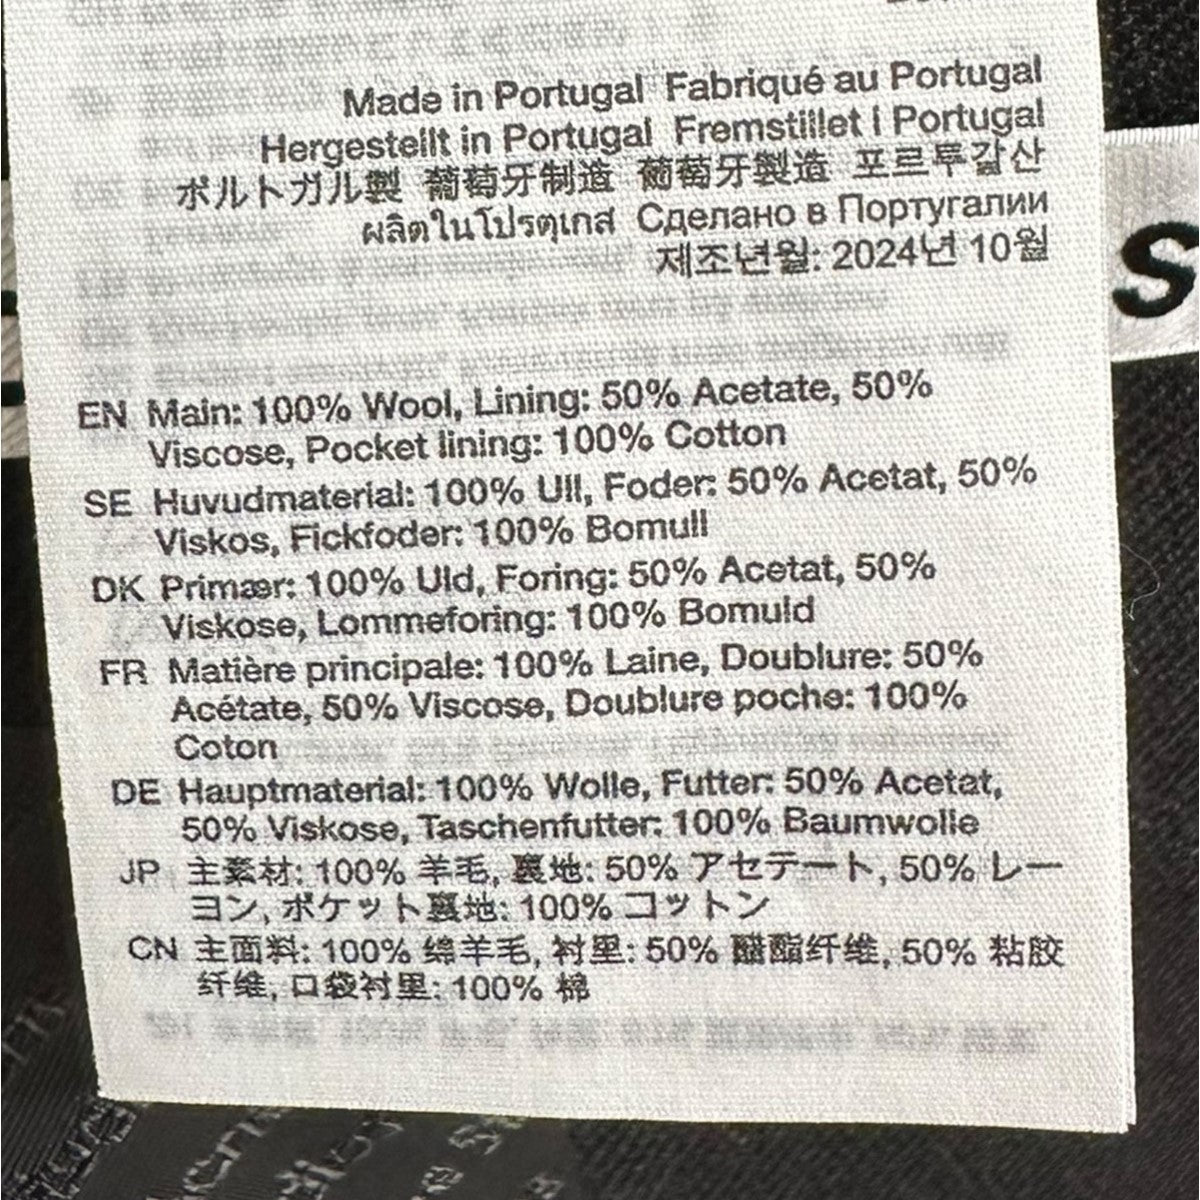 Made in Portugal Fabriqué au Portugal
Hergestellt in Portugal Fremstillet i Portugal
ポルトガル製 葡萄牙制造 葡萄牙製造 포르투갈산
ผลิตในโปรตุเกส Сделано в Португалии
제조년월: 2024년 10월
EN Main: 100% Wool, Lining: 50% Acetate, 50%
Viscose, Pocket lining: 100% Cotton
SE Huvudmaterial: 100% Ull, Foder: 50% Acetat, 50%
Viskos, Fickfoder: 100% Bomull
DK Primær: 100% Uld, Foring: 50% Acetat, 50%
Viskose, Lommeforing: 100% Bomuld
FR Matière principale: 100% Laine, Doublure: 50%
Acétate, 50% Viscose, Doublure poche: 100%
Coton
DE Hauptmaterial: 100% Wolle, Futter: 50% Acetat,
50% Viskose, Taschenfutter: 100% Baumwolle
JP 主素材: 100% 羊毛, 裏地: 50% アセテート, 50% レー
ヨン, ポケット裏地: 100% コットン
CN 主面料: 100% 绵羊毛, 衬里: 50% 醋酯纤维, 50% 粘胶
纤维, 口袋衬里: 100% 棉
S